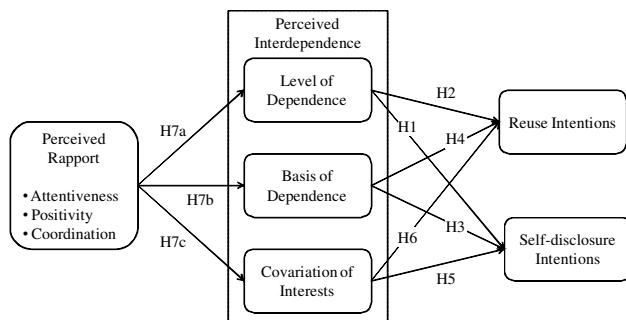 Perceived
Interdependence
Level of
Dependence
Basis of
Dependence
Covariation of
Interests
Perceived
Rapport
• Attentiveness
• Positivity
• Coordination
H7a
H7b
H7c
H2
H1
H4
H3
H6
H5
Reuse Intentions
Self-disclosure
Intentions